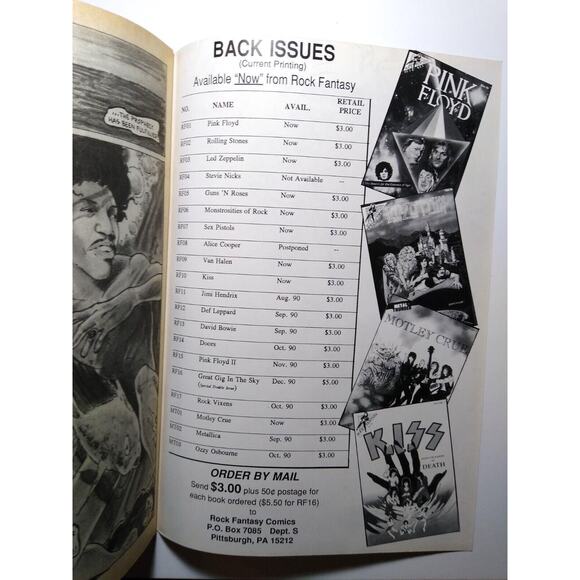 ...THE PROPHECY
HAS BEEN FULFILLED
BACK ISSUES
(Current Printing)
Available "Now" from Rock Fantasy
NO. NAME AVAIL. RETAIL PRICE
RF01 Pink Floyd Now $3.00
RF02 Rolling Stones Now $3.00
RF03 Led Zeppelin Now $3.00
RF04 Stevie Nicks Not Available --
RF05 Guns 'N Roses Now $3.00
RF06 Monstrosities of Rock Now $3.00
RF07 Sex Pistols Now $3.00
RF08 Alice Cooper Postponed --
RF09 Van Halen Now $3.00
RF10 Kiss Now $3.00
RF11 Jimi Hendrix Aug. 90 $3.00
RF12 Def Leppard Sep. 90 $3.00
RF13 David Bowie Sep. 90 $3.00
RF14 Doors Oct. 90 $3.00
RF15 Pink Floyd II Nov. 90 $3.00
RF16 Great Gig In The Sky Dec. 90 $5.00
(Special Double Issue)
RF17 Rock Vixens Oct. 90 $3.00
MT01 Motley Crue Now $3.00
MT02 Metallica Sep. 90 $3.00
MT03 Ozzy Osbourne Oct. 90 $3.00
ORDER BY MAIL
Send $3.00 plus 50¢ postage for
each book ordered ($5.50 for RF16)
to
Rock Fantasy Comics
P.O. Box 7085 Dept. S
Pittsburgh, PA 15212
PINK
FLOYD
METAL
MOTLEY CRUE
KISS
DEATH